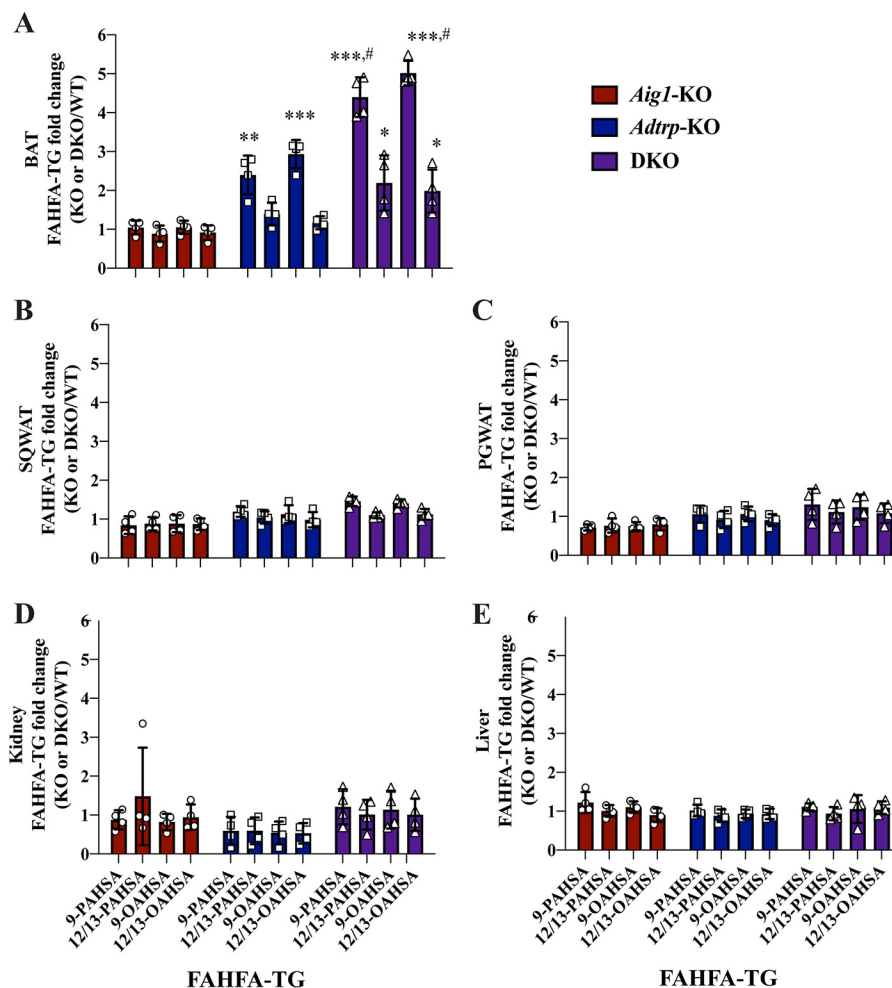 A
BAT
FAHFA-TG fold change
(KO or DKO/WT)
6
5
4
3
2
1
0
**
***
***,#
*
***,#
*
Aig1-KO
Adtrp-KO
DKO
B
SQWAT
FAHFA-TG fold change
(KO or DKO/WT)
6
5
4
3
2
1
0
C
PGWAT
FAHFA-TG fold change
(KO or DKO/WT)
6
5
4
3
2
1
0
D
Kidney
FAHFA-TG fold change
(KO or DKO/WT)
6
5
4
3
2
1
0
9-PAHSA
12/13-PAHSA
9-OAHSA
12/13-OAHSA
9-PAHSA
12/13-PAHSA
9-OAHSA
12/13-OAHSA
9-PAHSA
12/13-PAHSA
9-OAHSA
12/13-OAHSA
FAHFA-TG
E
Liver
FAHFA-TG fold change
(KO or DKO/WT)
6
5
4
3
2
1
0
9-PAHSA
12/13-PAHSA
9-OAHSA
12/13-OAHSA
9-PAHSA
12/13-PAHSA
9-OAHSA
12/13-OAHSA
9-PAHSA
12/13-PAHSA
9-OAHSA
12/13-OAHSA
FAHFA-TG